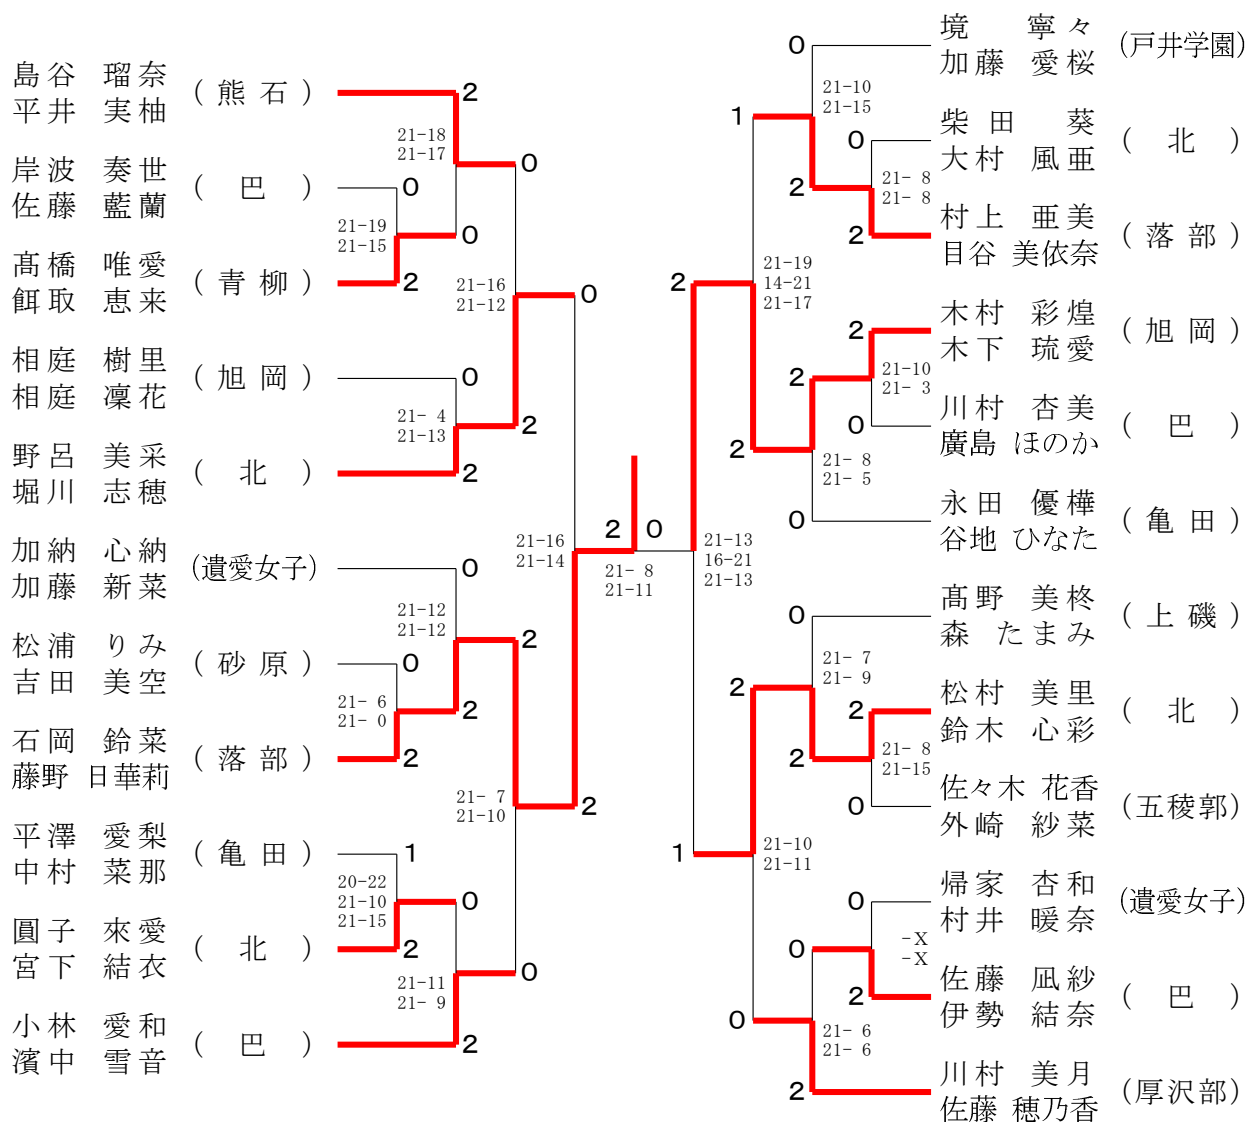 島谷 瑠奈
平井 実柚
(熊石)
2
21-18
21-17
0
岸波 奏世
佐藤 藍蘭
(巴)
0
21-19
21-15
0
髙橋 唯愛
餌取 恵来
(青柳)
2
21-16
21-12
0
相庭 樹里
相庭 凜花
(旭岡)
0
21- 4
21-13
2
野呂 美采
堀川 志穂
(北)
2
21-16
21-14
加納 心納
加藤 新菜
(遺愛女子)
0
21-12
21-12
2
松浦 りみ
吉田 美空
(砂原)
0
21- 6
21- 0
2
石岡 鈴菜
藤野 日華莉
(落部)
2
21- 7
21-10
2
平澤 愛梨
中村 菜那
(亀田)
1
20-22
21-10
21-15
0
圓子 來愛
宮下 結衣
(北)
2
21-11
21- 9
0
小林 愛和
濱中 雪音
(巴)
2
2 0
21- 8
21-11
境 寧々
加藤 愛桜
(戸井学園)
0
21-10
21-15
1
柴田 葵
大村 風亜
(北)
0
21- 8
21- 8
2
村上 亜美
目谷 美依奈
(落部)
2
21-19
14-21
21-17
2
木村 彩煌
木下 琉愛
(旭岡)
2
21-10
21- 3
2
川村 杏美
廣島 ほのか
(巴)
0
21- 8
21- 5
2
永田 優樺
谷地 ひなた
(亀田)
0
21-13
16-21
21-13
髙野 美柊
森 たまみ
(上磯)
0
21- 7
21- 9
2
松村 美里
鈴木 心彩
(北)
2
21- 8
21-15
2
佐々木 花香
外崎 紗菜
(五稜郭)
0
21-10
21-11
1
帰家 杏和
村井 暖奈
(遺愛女子)
0
-X
-X
0
佐藤 凪紗
伊勢 結奈
(巴)
2
21- 6
21- 6
0
川村 美月
佐藤 穂乃香
(厚沢部)
2